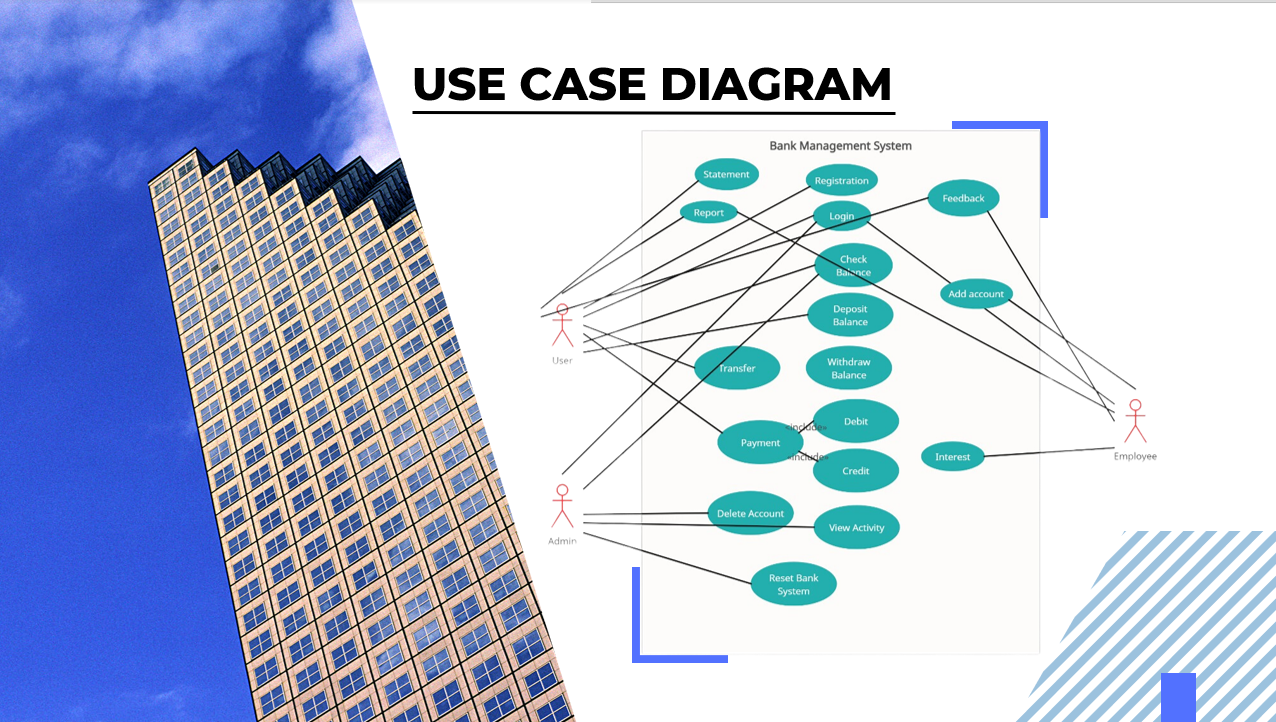 USE CASE DIAGRAM
Bank Management System
Statement
Registration
Feedback
Report
Login
Check
Balance
Add account
Deposit
Balance
User
Transfer
Withdraw
Balance
Debit
«include»
Payment
Employee
Interest
«include»
Credit
Delete Account
View Activity
Admin
Reset Bank
System